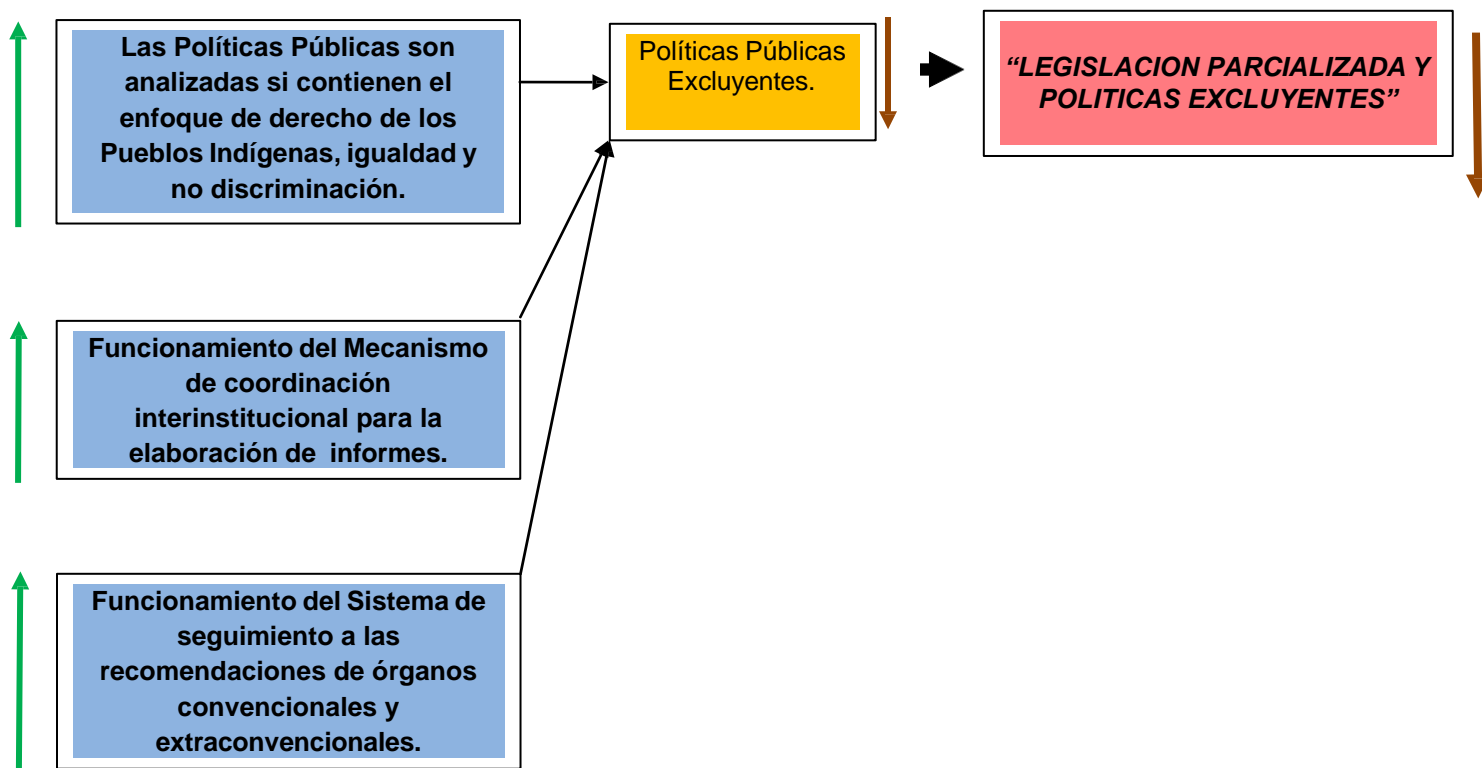 Las Políticas Públicas son
analizadas si contienen el
enfoque de derecho de los
Pueblos Indígenas, igualdad y
no discriminación.
Políticas Públicas
Excluyentes.
“LEGISLACION PARCIALIZADA Y
POLITICAS EXCLUYENTES”
Funcionamiento del Mecanismo
de coordinación
interinstitucional para la
elaboración de  informes.
Funcionamiento del Sistema de
seguimiento a las
recomendaciones de órganos
convencionales y
extraconvencionales.